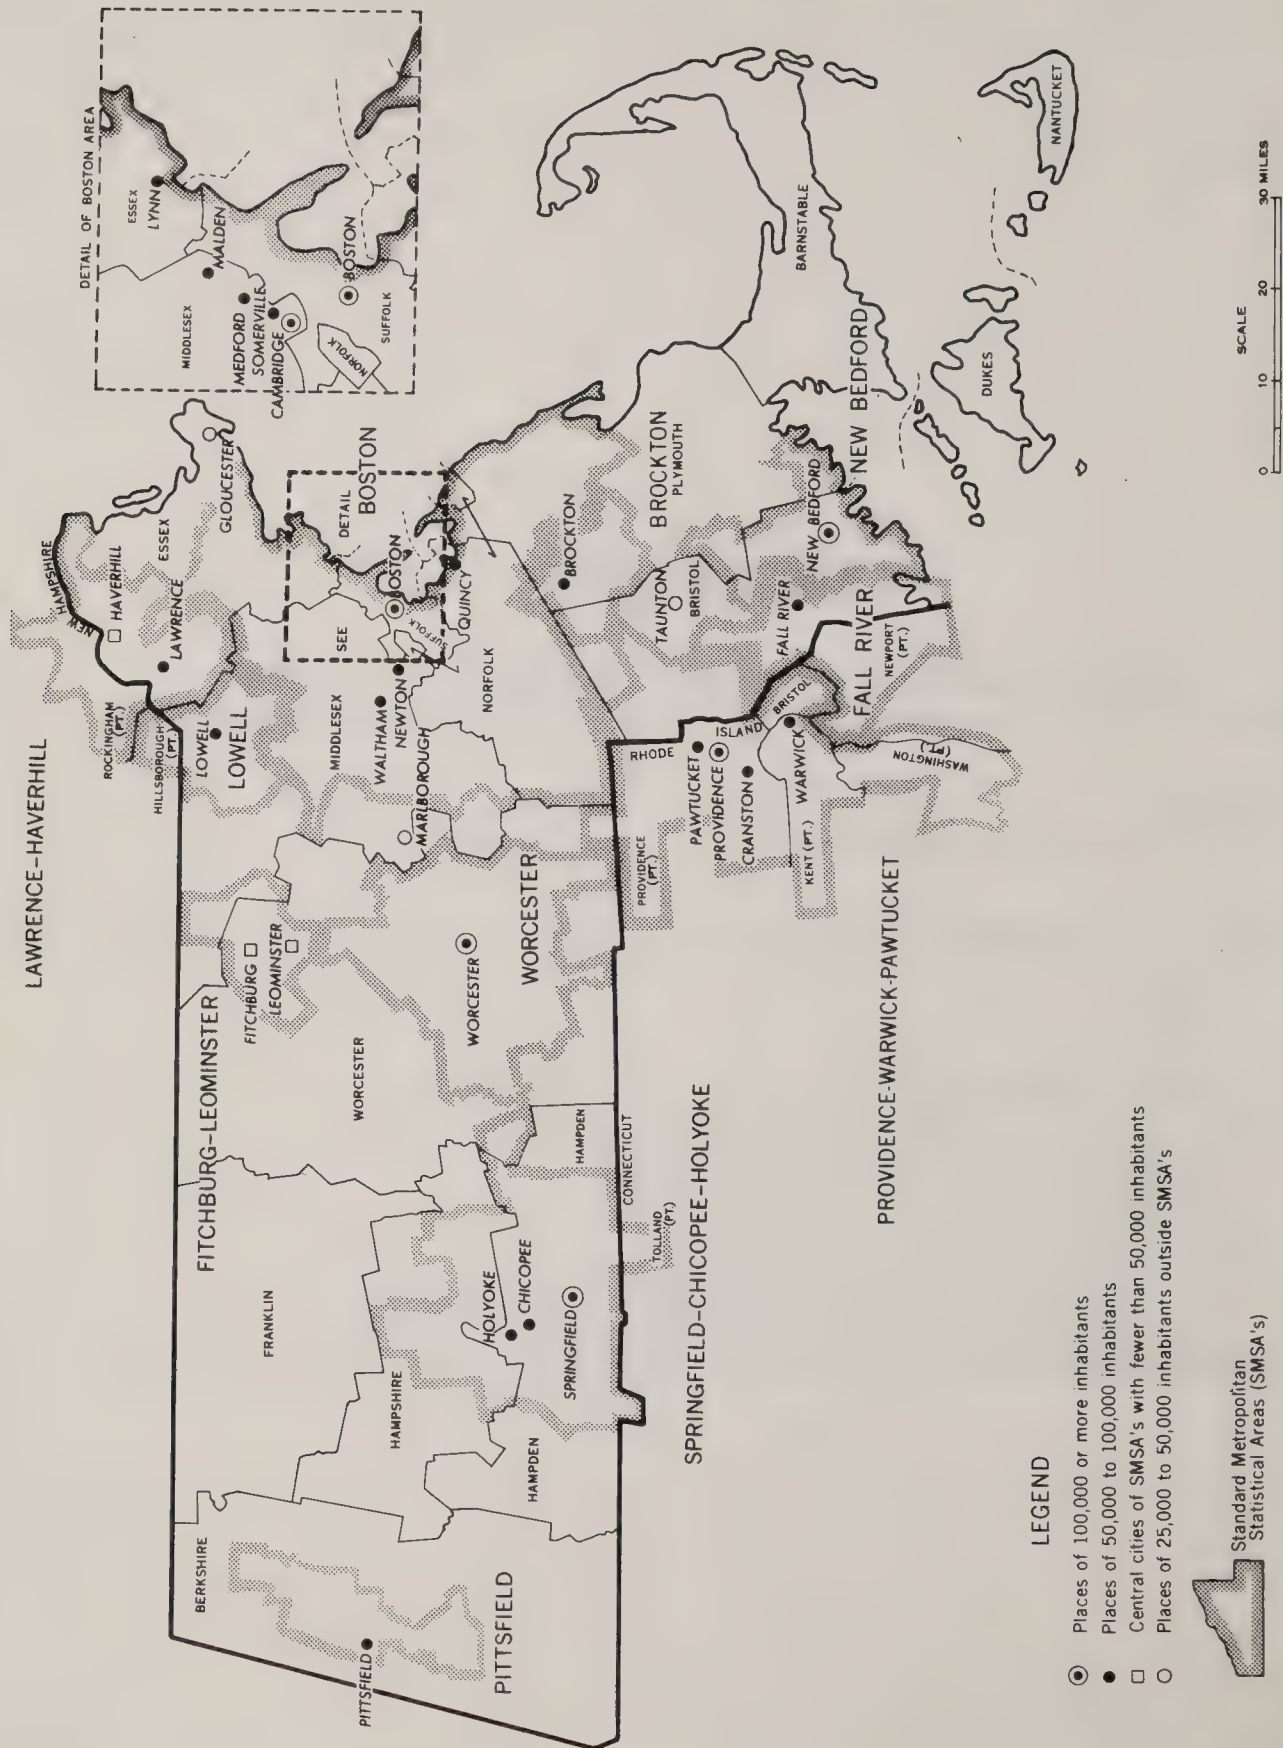 LAWRENCE-HAVERHILL
NEW HAMPSHIRE
ROCKINGHAM
(PT.)
HILLSBOROUGH
(PT.)
HAVERHILL
LAWRENCE
ESSEX
GLOUCESTER
LOWELL
LOWELL
DETAIL OF BOSTON AREA
ESSEX
LYNN
MALDEN
MIDDLESEX
MEDFORD
SOMERVILLE
CAMBRIDGE
BOSTON
NORFOLK
SUFFOLK
FITCHBURG-LEOMINSTER
FITCHBURG
LEOMINSTER
MIDDLESEX
WALTHAM
NEWTON
MARLBOROUGH
SEE
DETAIL
BOSTON
BOSTON
SUFFOLK
QUINCY
NORFOLK
BERKSHIRE
PITTSFIELD
PITTSFIELD
FRANKLIN
HAMPSHIRE
HAMPDEN
HOLYOKE
CHICOPEE
SPRINGFIELD
WORCESTER
WORCESTER
WORCESTER
HAMPDEN
CONNECTICUT
TOLLAND
(PT.)
SPRINGFIELD-CHICOPEE-HOLYOKE
BROCKTON
BROCKTON
PLYMOUTH
TAUNTON
BRISTOL
FALL RIVER
FALL RIVER
NEW BEDFORD
NEW BEDFORD
BARNSTABLE
DUKES
NANTUCKET
RHODE ISLAND
PROVIDENCE
(PT.)
PAWTUCKET
PROVIDENCE
CRANSTON
KENT (PT.)
WARWICK
BRISTOL
NEWPORT
(PT.)
WASHINGTON
(PT.)
PROVIDENCE-WARWICK-PAWTUCKET
LEGEND
Places of 100,000 or more inhabitants
Places of 50,000 to 100,000 inhabitants
Central cities of SMSA's with fewer than 50,000 inhabitants
Places of 25,000 to 50,000 inhabitants outside SMSA's
Standard Metropolitan
Statistical Areas (SMSA's)
SCALE
0 10 20 30 MILES